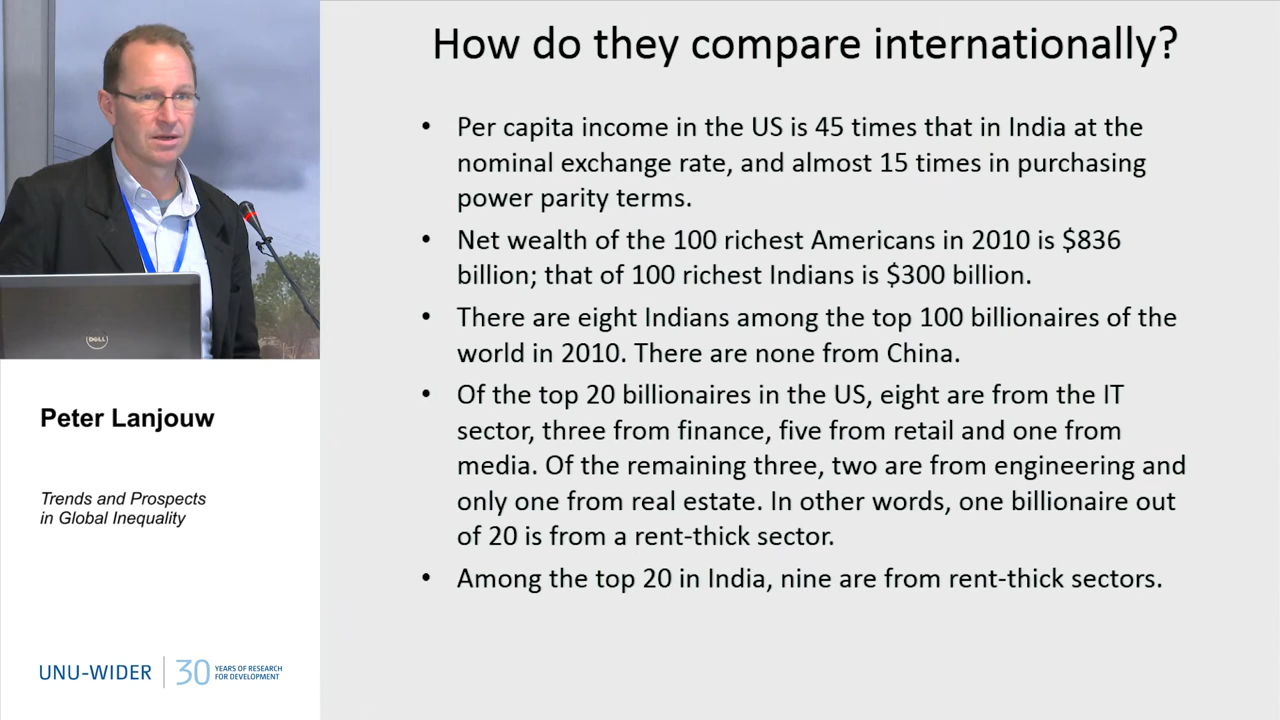 How do they compare internationally?
• Per capita income in the US is 45 times that in India at the
nominal exchange rate, and almost 15 times in purchasing
power parity terms.
• Net wealth of the 100 richest Americans in 2010 is $836
billion; that of 100 richest Indians is $300 billion.
• There are eight Indians among the top 100 billionaires of the
world in 2010. There are none from China.
• Of the top 20 billionaires in the US, eight are from the IT
sector, three from finance, five from retail and one from
media. Of the remaining three, two are from engineering and
only one from real estate. In other words, one billionaire out
of 20 is from a rent-thick sector.
• Among the top 20 in India, nine are from rent-thick sectors.
DELL
Peter Lanjouw
Trends and Prospects
in Global Inequality
UNU-WIDER
30
YEARS OF RESEARCH
FOR DEVELOPMENT